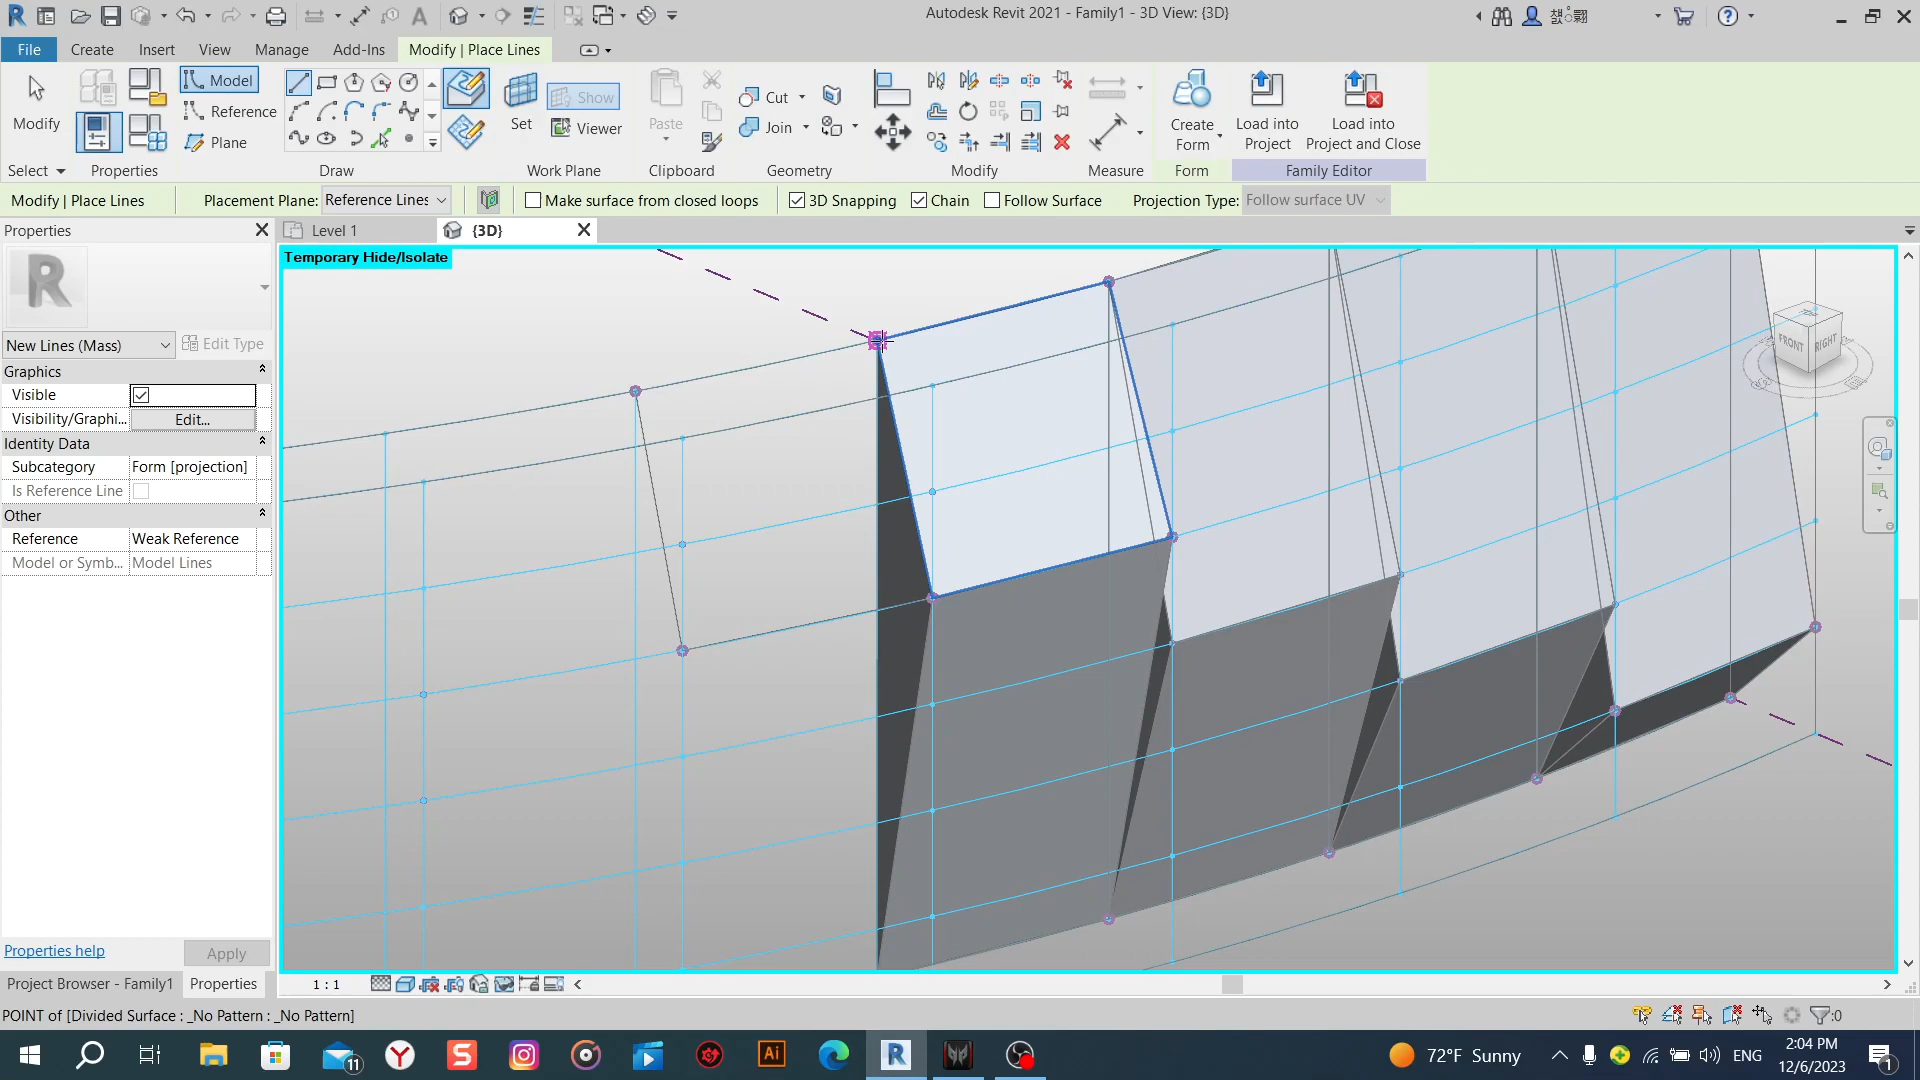 Autodesk Revit 2021 - Family1 - 3D View: {3D}
File
Create
Insert
View
Manage
Add-Ins
Modify | Place Lines
Modify
Model
Reference
Plane
Set
Show
Viewer
Paste
Cut
Join
Create
Form
Load into
Project
Load into
Project and Close
Select
Properties
Draw
Work Plane
Clipboard
Geometry
Modify
Measure
Form
Family Editor
Modify | Place Lines
Placement Plane:
Reference Lines
Make surface from closed loops
3D Snapping
Chain
Follow Surface
Projection Type:
Follow surface UV
Properties
Level 1
{3D}
Temporary Hide/Isolate
R
New Lines (Mass)
Edit Type
Graphics
Visible
Visibility/Graphi...
Edit...
Identity Data
Subcategory
Form [projection]
Is Reference Line
Other
Reference
Weak Reference
Model or Symb...
Model Lines
FRONT
RIGHT
Properties help
Apply
Project Browser - Family1
Properties
1 : 1
POINT of [Divided Surface : _No Pattern : _No Pattern]
:0
11
Y
S
Ai
R
72°F Sunny
ENG
2:04 PM
12/6/2023
1